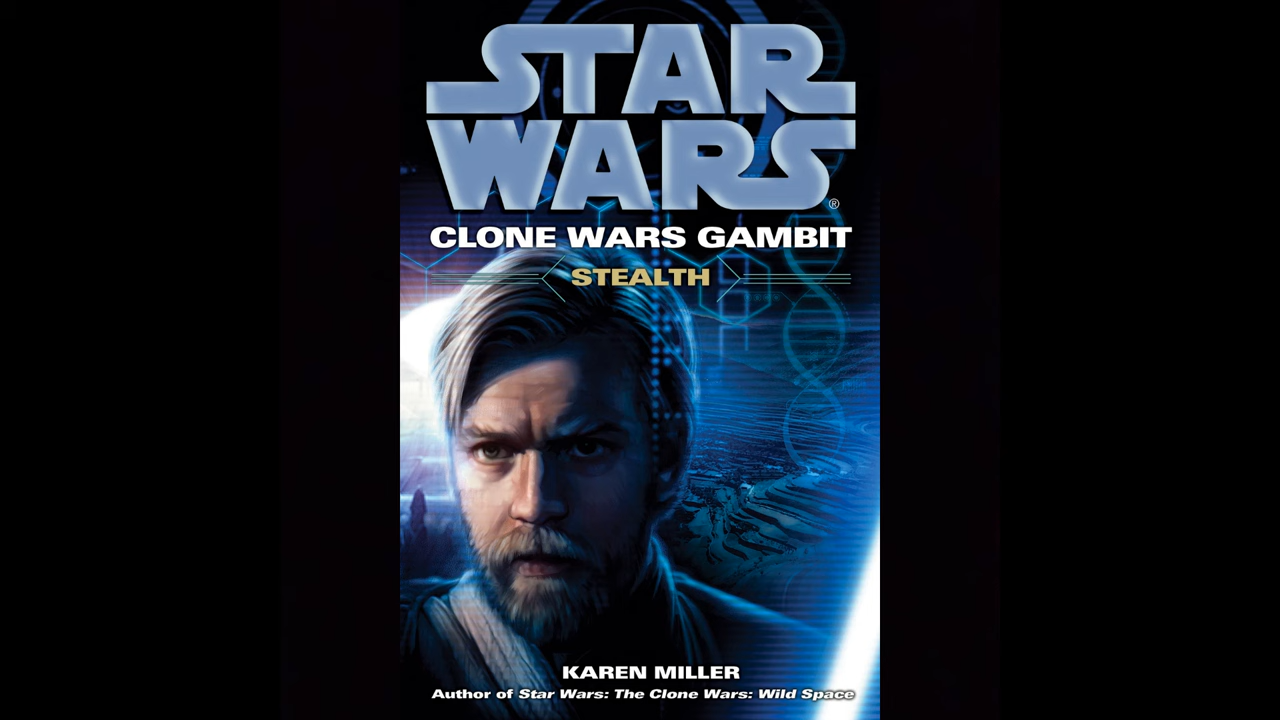 STAR
WARS®
CLONE WARS GAMBIT
STEALTH
KAREN MILLER
Author of Star Wars: The Clone Wars: Wild Space